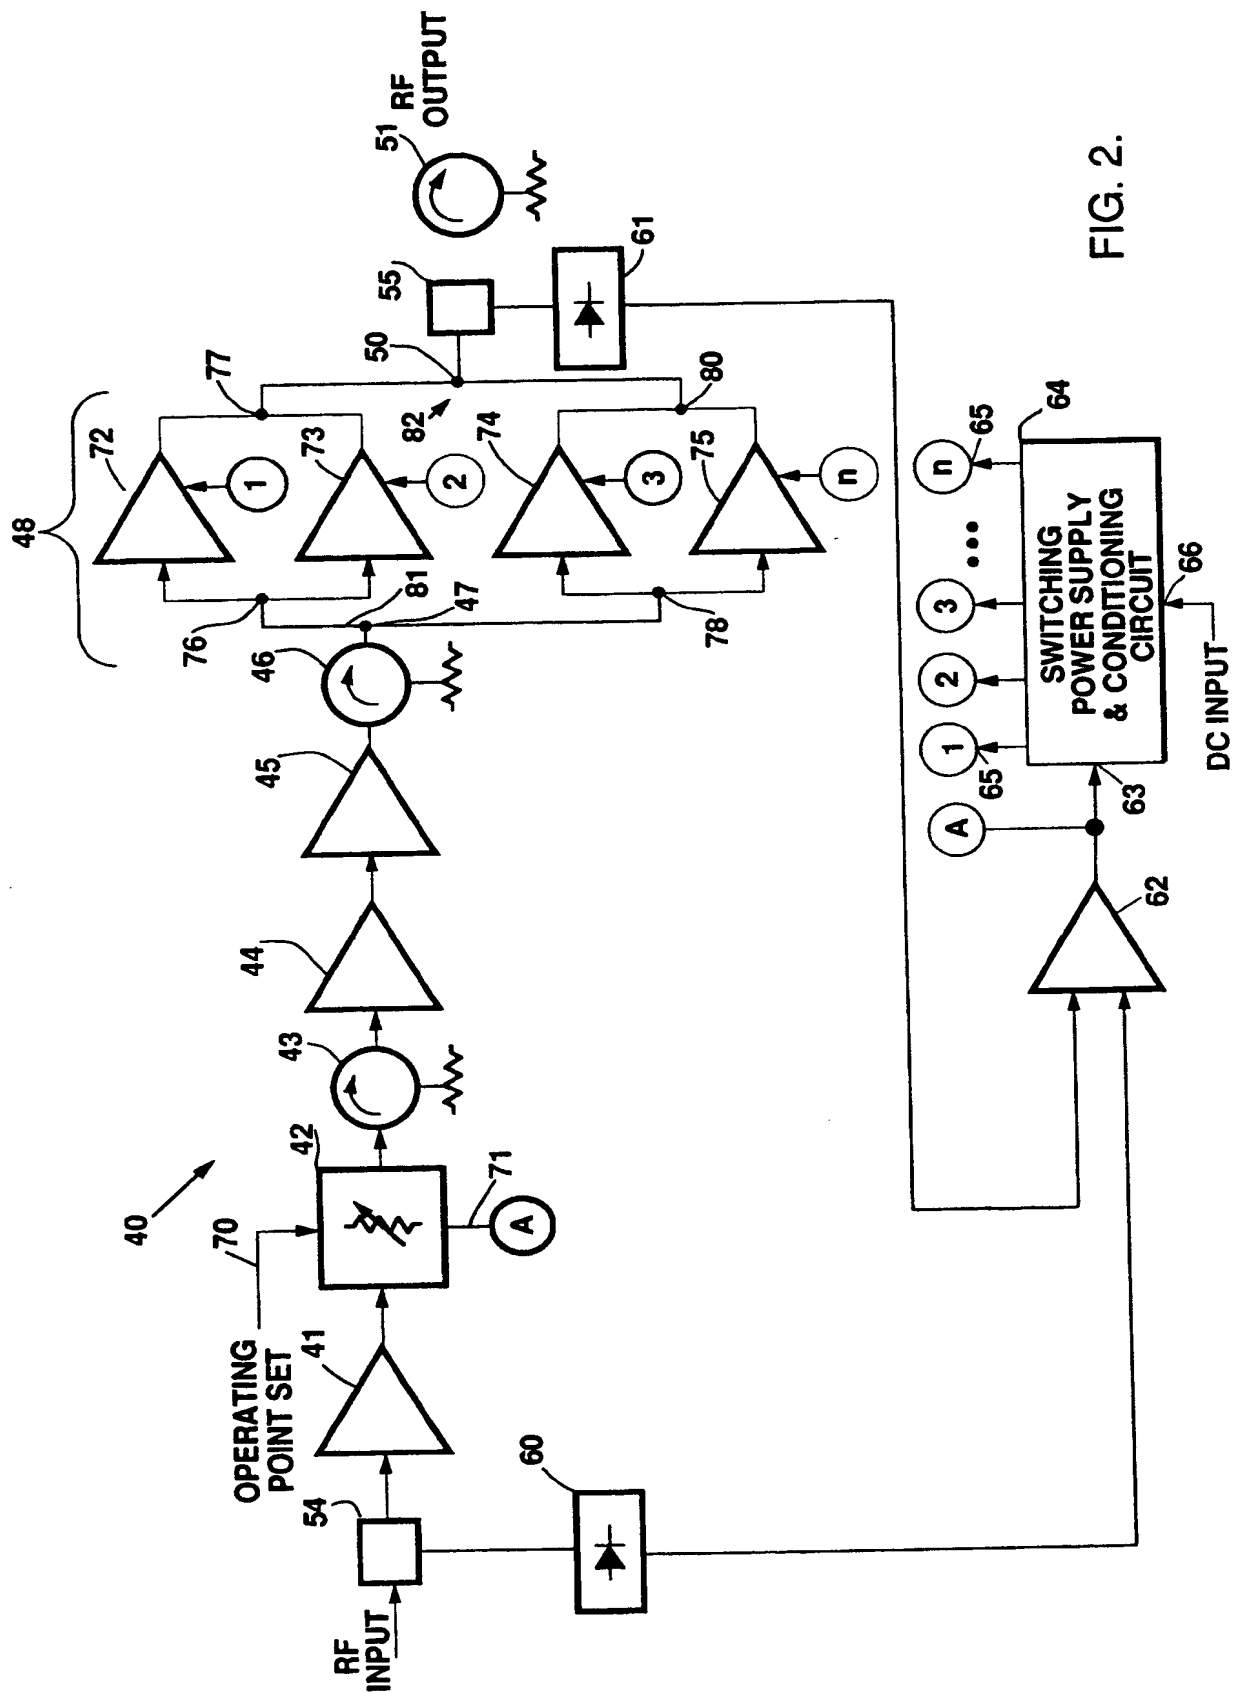 48
72
77
73
1
2
82
50
55
51
RF
OUTPUT
74
3
75
n
80
61
76
81
47
78
46
45
44
43
42
40
70
71
A
OPERATING
POINT SET
41
54
RF
INPUT
60
62
A
63
1
65
2
3
...
n
65
64
SWITCHING
POWER SUPPLY
& CONDITIONING
CIRCUIT
66
DC INPUT
FIG. 2.